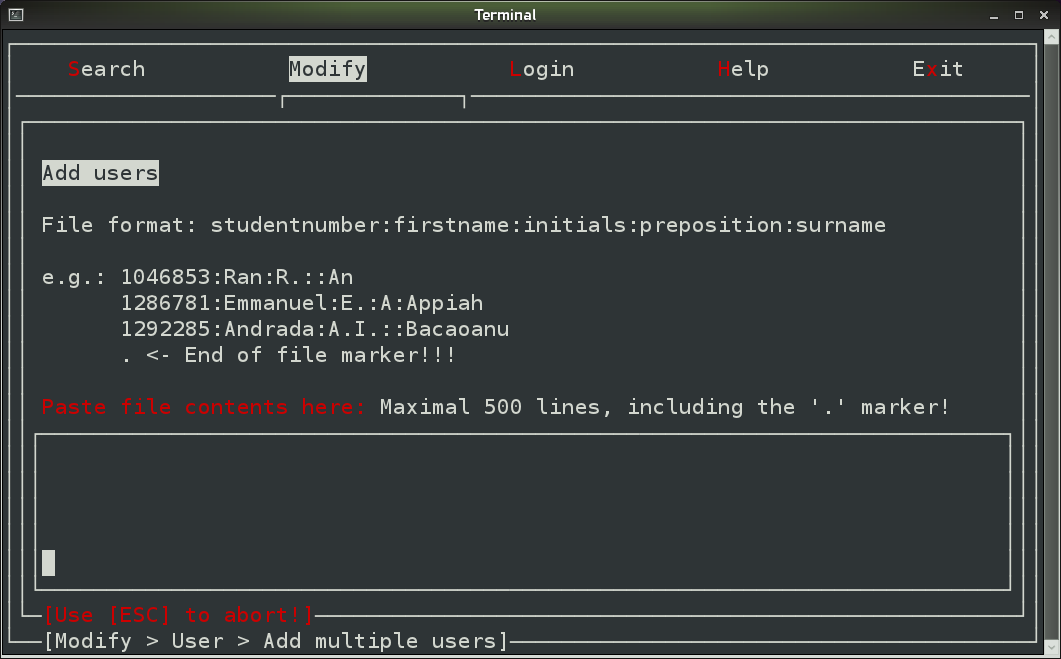 Terminal
Search Modify Login Help Exit
Add users
File format: studentnumber:firstname:initials:preposition:surname
e.g.: 1046853:Ran:R.::An
1286781:Emmanuel:E.:A:Appiah
1292285:Andrada:A.I.::Bacaoanu
. <- End of file marker!!!
Paste file contents here: Maximal 500 lines, including the '.' marker!
[Use [ESC] to abort!]
[Modify > User > Add multiple users]